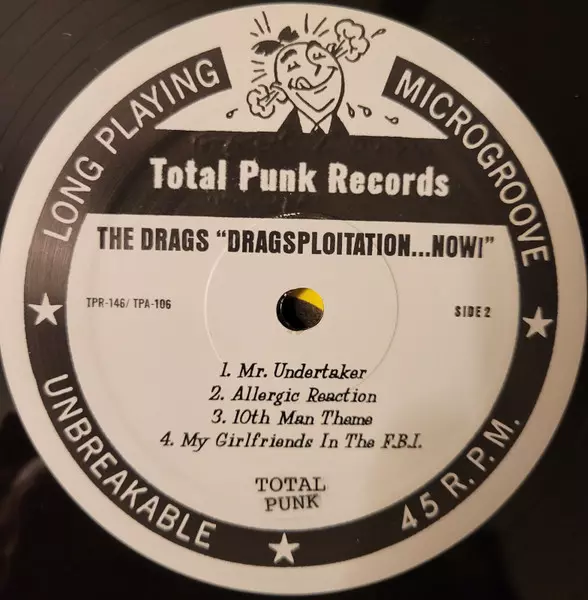 LONG PLAYING
MICROGROOVE
Total Punk Records
THE DRAGS "DRAGSPLOITATION...NOW!"
TPR-146/ TPA-106
SIDE 2
1. Mr. Undertaker
2. Allergic Reaction
3. 10th Man Theme
4. My Girlfriends In The F.B.I.
TOTAL
PUNK
UNBREAKABLE
45 R.P.M.